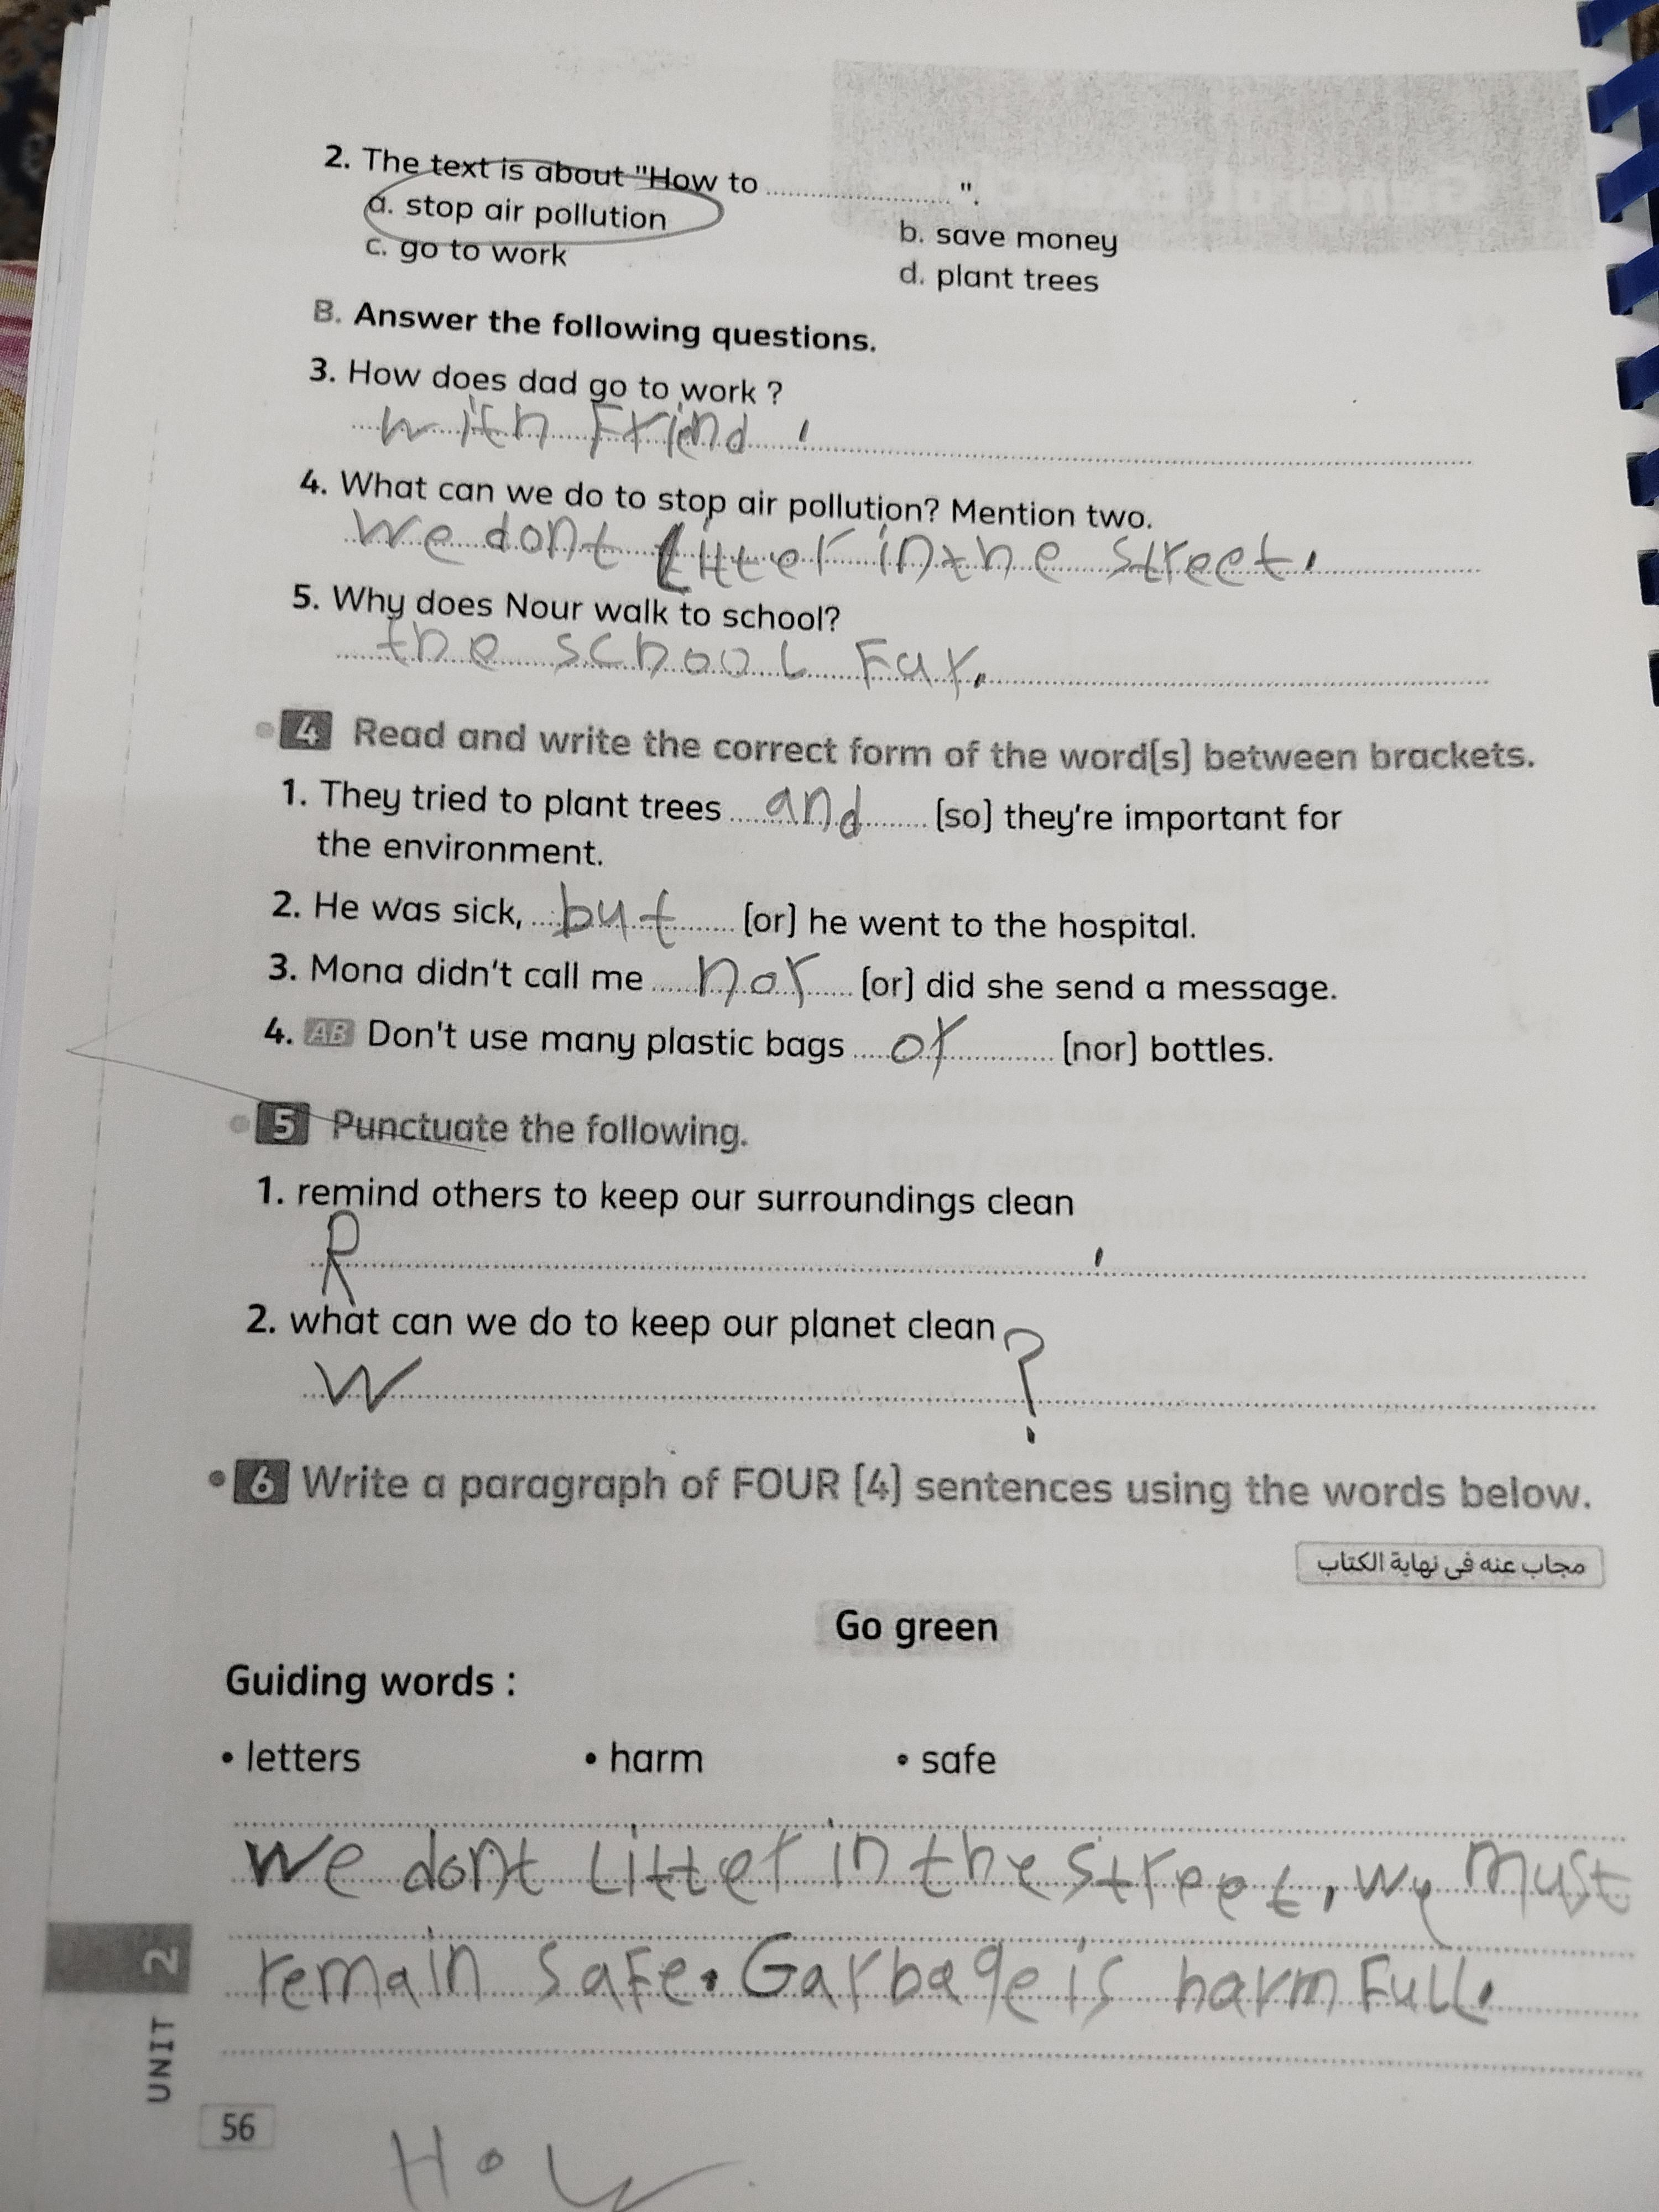 2. The text is about "How to .................... ".
a. stop air pollution
b. save money
c. go to work
d. plant trees
B. Answer the following questions.
3. How does dad go to work ?
with Friend .
4. What can we do to stop air pollution? Mention two.
We dont Litter in the street.
5. Why does Nour walk to school?
the school Far.
4 Read and write the correct form of the word(s) between brackets.
1. They tried to plant trees and (so) they're important for
the environment.
2. He was sick, but (or) he went to the hospital.
3. Mona didn't call me nor (or) did she send a message.
4. AB Don't use many plastic bags or (nor) bottles.
5 Punctuate the following.
1. remind others to keep our surroundings clean
R .
2. what can we do to keep our planet clean
W ?
6 Write a paragraph of FOUR (4) sentences using the words below.
مجاب عنه فى نهاية الكتاب
Go green
Guiding words :
• letters • harm • safe
We dont Litter in the street, we must
remain safe. Garbage is harmFull.
UNIT 2
56
How